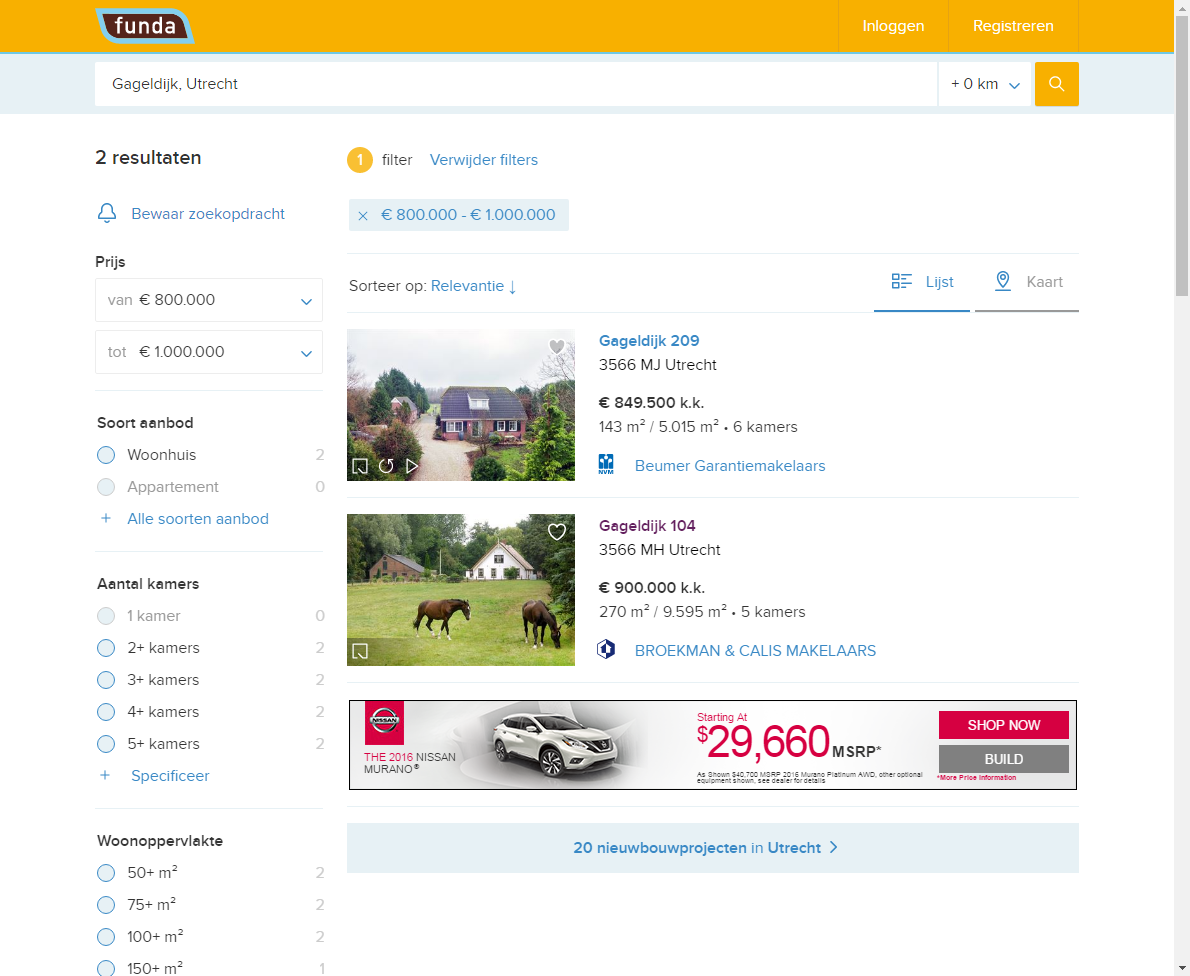 funda
Inloggen
Registreren
Gageldijk, Utrecht
+ 0 km
2 resultaten
1 filter Verwijder filters
Bewaar zoekopdracht
€ 800.000 - € 1.000.000
Prijs
van € 800.000
tot € 1.000.000
Sorteer op: Relevantie ↓
Lijst
Kaart
Soort aanbod
Woonhuis 2
Appartement 0
+ Alle soorten aanbod
Aantal kamers
1 kamer 0
2+ kamers 2
3+ kamers 2
4+ kamers 2
5+ kamers 2
+ Specificeer
Woonoppervlakte
50+ m² 2
75+ m² 2
100+ m² 2
150+ m² 1
Gageldijk 209
3566 MJ Utrecht
€ 849.500 k.k.
143 m² / 5.015 m² • 6 kamers
NVM
Beumer Garantiemakelaars
Gageldijk 104
3566 MH Utrecht
€ 900.000 k.k.
270 m² / 9.595 m² • 5 kamers
BROEKMAN & CALIS MAKELAARS
NISSAN
THE 2016 NISSAN
MURANO®
Starting At
$29,660 MSRP*
As Shown $40,700 MSRP 2016 Murano Platinum AWD, other optional
equipment shown, see dealer for details
SHOP NOW
BUILD
*More Price Information
20 nieuwbouwprojecten in Utrecht